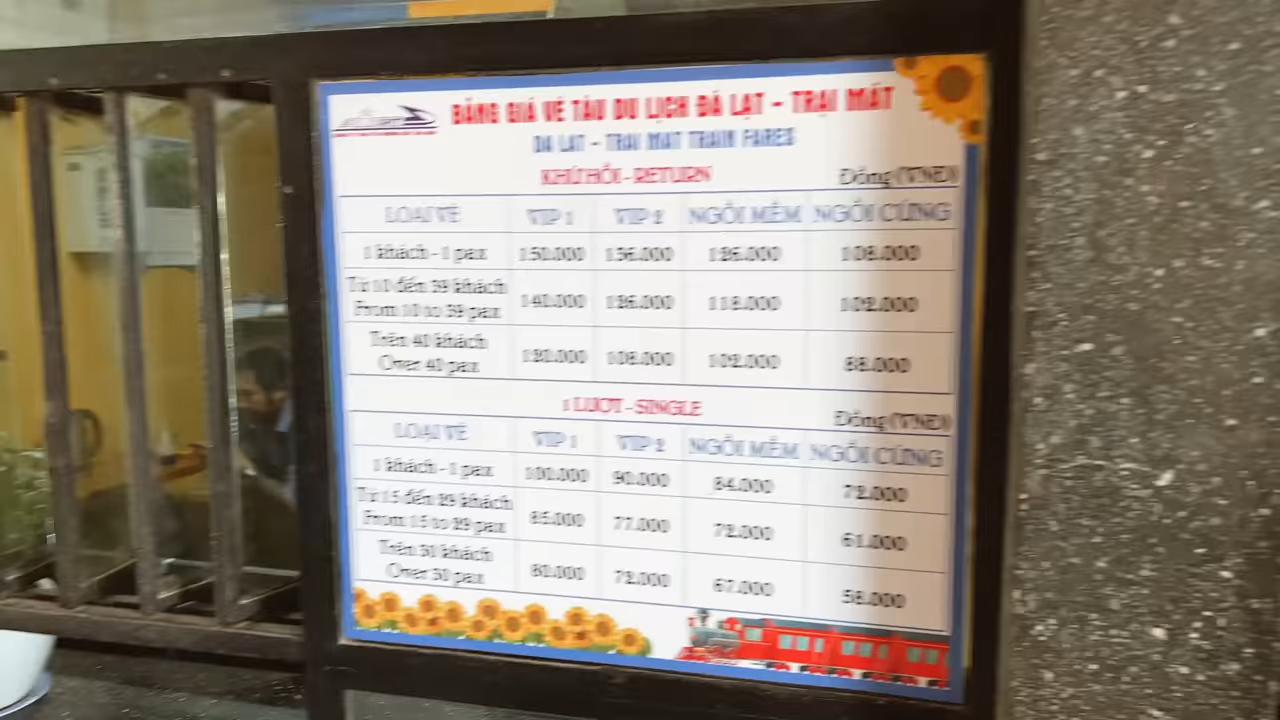 BẢNG GIÁ VÉ TÀU DU LỊCH ĐÀ LẠT - TRẠI MÁT
DA LAT - TRAI MAT TRAIN FARES
KHỨ HỒI - RETURN Đồng (VNĐ)
LOẠI VÉ VIP 1 VIP 2 NGỒI MỀM NGỒI CỨNG
1 khách - 1 pax 150.000 136.000 126.000 108.000
Từ 10 đến 39 khách
From 10 to 39 pax 140.000 126.000 118.000 102.000
Trên 40 khách
Over 40 pax 120.000 108.000 102.000 88.000
1 LƯỢT - SINGLE Đồng (VNĐ)
LOẠI VÉ VIP 1 VIP 2 NGỒI MỀM NGỒI CỨNG
1 khách - 1 pax 100.000 90.000 84.000 72.000
Từ 15 đến 29 khách
From 15 to 29 pax 85.000 77.000 72.000 61.000
Trên 30 khách
Over 30 pax 80.000 72.000 67.000 58.000